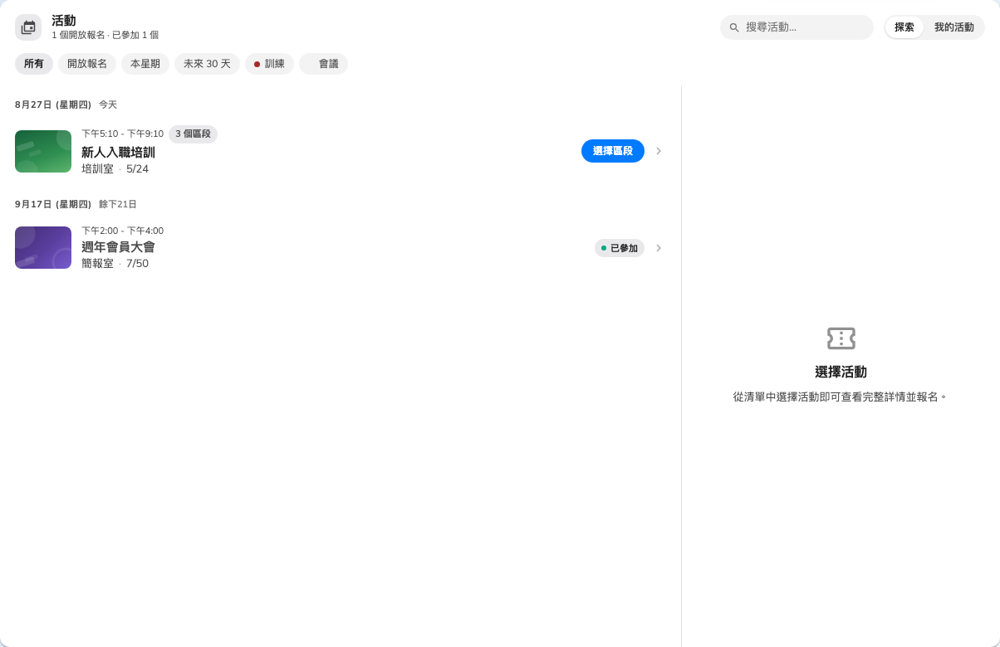 活動
1 個開放報名 · 已參加 1 個
搜尋活動...
探索
我的活動
所有
開放報名
本星期
未來 30 天
訓練
會議
8月27日 (星期四) 今天
下午5:10 - 下午9:10 3 個區段
新人入職培訓
培訓室 · 5/24
選擇區段
9月17日 (星期四) 餘下21日
下午2:00 - 下午4:00
週年會員大會
簡報室 · 7/50
已參加
選擇活動
從清單中選擇活動即可查看完整詳情並報名。